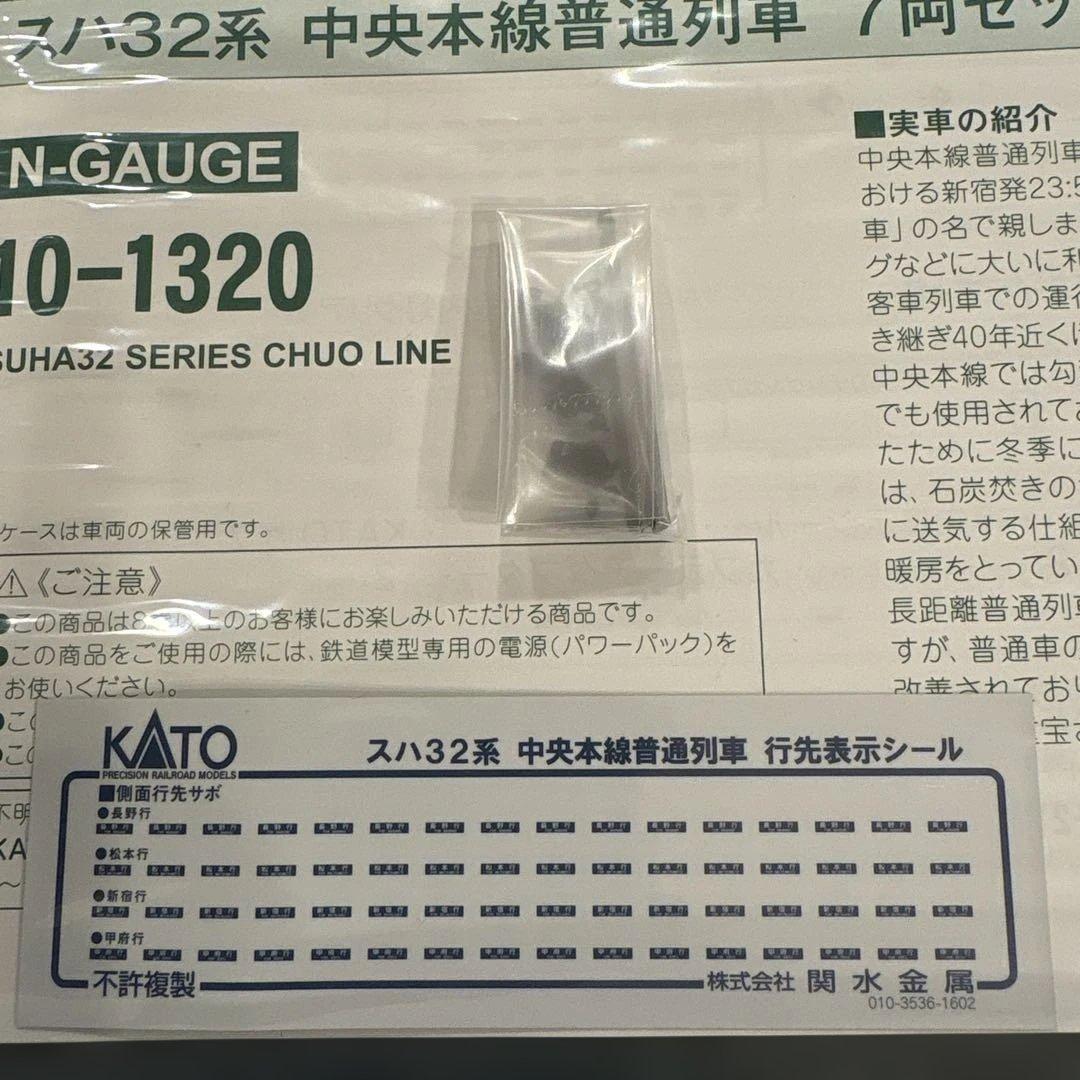 スハ32系 中央本線普通列車 7両セッ
N-GAUGE
10-1320
SUHA32 SERIES CHUO LINE
ケースは車両の保管用です。
⚠《ご注意》
●この商品は8才以上のお客様にお楽しみいただける商品です。
●この商品をご使用の際には、鉄道模型専用の電源(パワーパック)を
お使いください。
■実車の紹介
中央本線普通列車
おける新宿発23:5
車」の名で親しま
グなどに大いに利
客車列車での運行
き継ぎ40年近くに
中央本線では勾
でも使用されてお
たために冬季に
は、石炭焚きの
に送気する仕組
暖房をとってい
長距離普通列車
すが、普通車の
改善されており
KATO
PRECISION RAILROAD MODELS
スハ32系 中央本線普通列車 行先表示シール
■側面行先サボ
●長野行
●松本行
●新宿行
●甲府行
不許複製
株式会社 関水金属
010-3536-1602